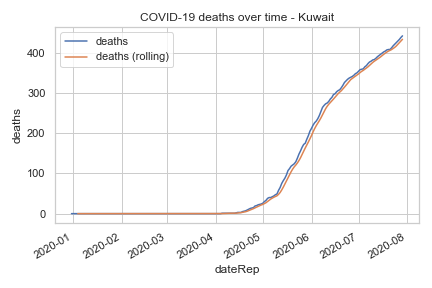 COVID-19 deaths over time - Kuwait
deaths
deaths (rolling)
400
300
200
100
0
deaths
2020-01
2020-02
2020-03
2020-04
2020-05
2020-06
2020-07
2020-08
dateRep